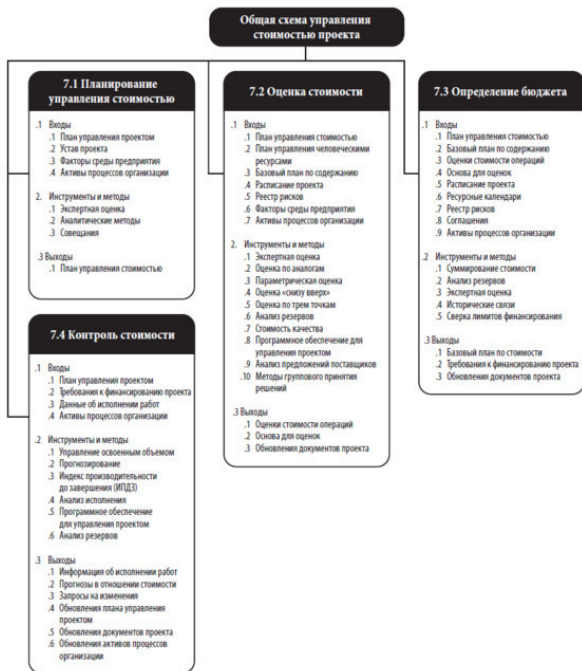 Общая схема управления
стоимостью проекта
7.1 Планирование
управления стоимостью
.1 Входы
.1 План управления проектом
.2 Устав проекта
.3 Факторы среды предприятия
.4 Активы процессов организации
2. Инструменты и методы
.1 Экспертная оценка
.2 Аналитические методы
.3 Совещания
.3 Выходы
.1 План управления стоимостью
7.2 Оценка стоимости
.1 Входы
.1 План управления стоимостью
.2 План управления человеческими
ресурсами
.3 Базовый план по содержанию
.4 Расписание проекта
.5 Реестр рисков
.6 Факторы среды предприятия
.7 Активы процессов организации
2. Инструменты и методы
.1 Экспертная оценка
.2 Оценка по аналогам
.3 Параметрическая оценка
.4 Оценка «снизу вверх»
.5 Оценка по трем точкам
.6 Анализ резервов
.7 Стоимость качества
.8 Программное обеспечение для
управления проектом
.9 Анализ предложений поставщиков
.10 Методы группового принятия
решений
.3 Выходы
.1 Оценки стоимости операций
.2 Основа для оценок
.3 Обновления документов проекта
7.3 Определение бюджета
.1 Входы
.1 План управления стоимостью
.2 Базовый план по содержанию
.3 Оценки стоимости операций
.4 Основа для оценок
.5 Расписание проекта
.6 Ресурсные календари
.7 Реестр рисков
.8 Соглашения
.9 Активы процессов организации
.2 Инструменты и методы
.1 Суммирование стоимости
.2 Анализ резервов
.3 Экспертная оценка
.4 Исторические связи
.5 Сверка лимитов финансирования
.3 Выходы
.1 Базовый план по стоимости
.2 Требования к финансированию проекта
.3 Обновления документов проекта
7.4 Контроль стоимости
.1 Входы
.1 План управления проектом
.2 Требования к финансированию проекта
.3 Данные об исполнении работ
.4 Активы процессов организации
.2 Инструменты и методы
.1 Управление освоенным объемом
.2 Прогнозирование
.3 Индекс производительности
до завершения (ИПДЗ)
.4 Анализ исполнения
.5 Программное обеспечение
для управления проектом
.6 Анализ резервов
.3 Выходы
.1 Информация об исполнении работ
.2 Прогнозы в отношении стоимости
.3 Запросы на изменения
.4 Обновления плана управления
проектом
.5 Обновления документов проекта
.6 Обновления активов процессов
организации